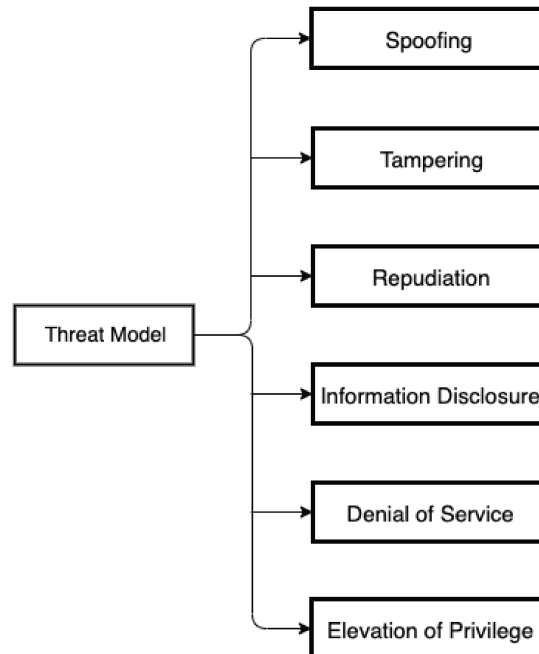 Spoofing
Tampering
Repudiation
Threat Model
Information Disclosure
Denial of Service
Elevation of Privilege